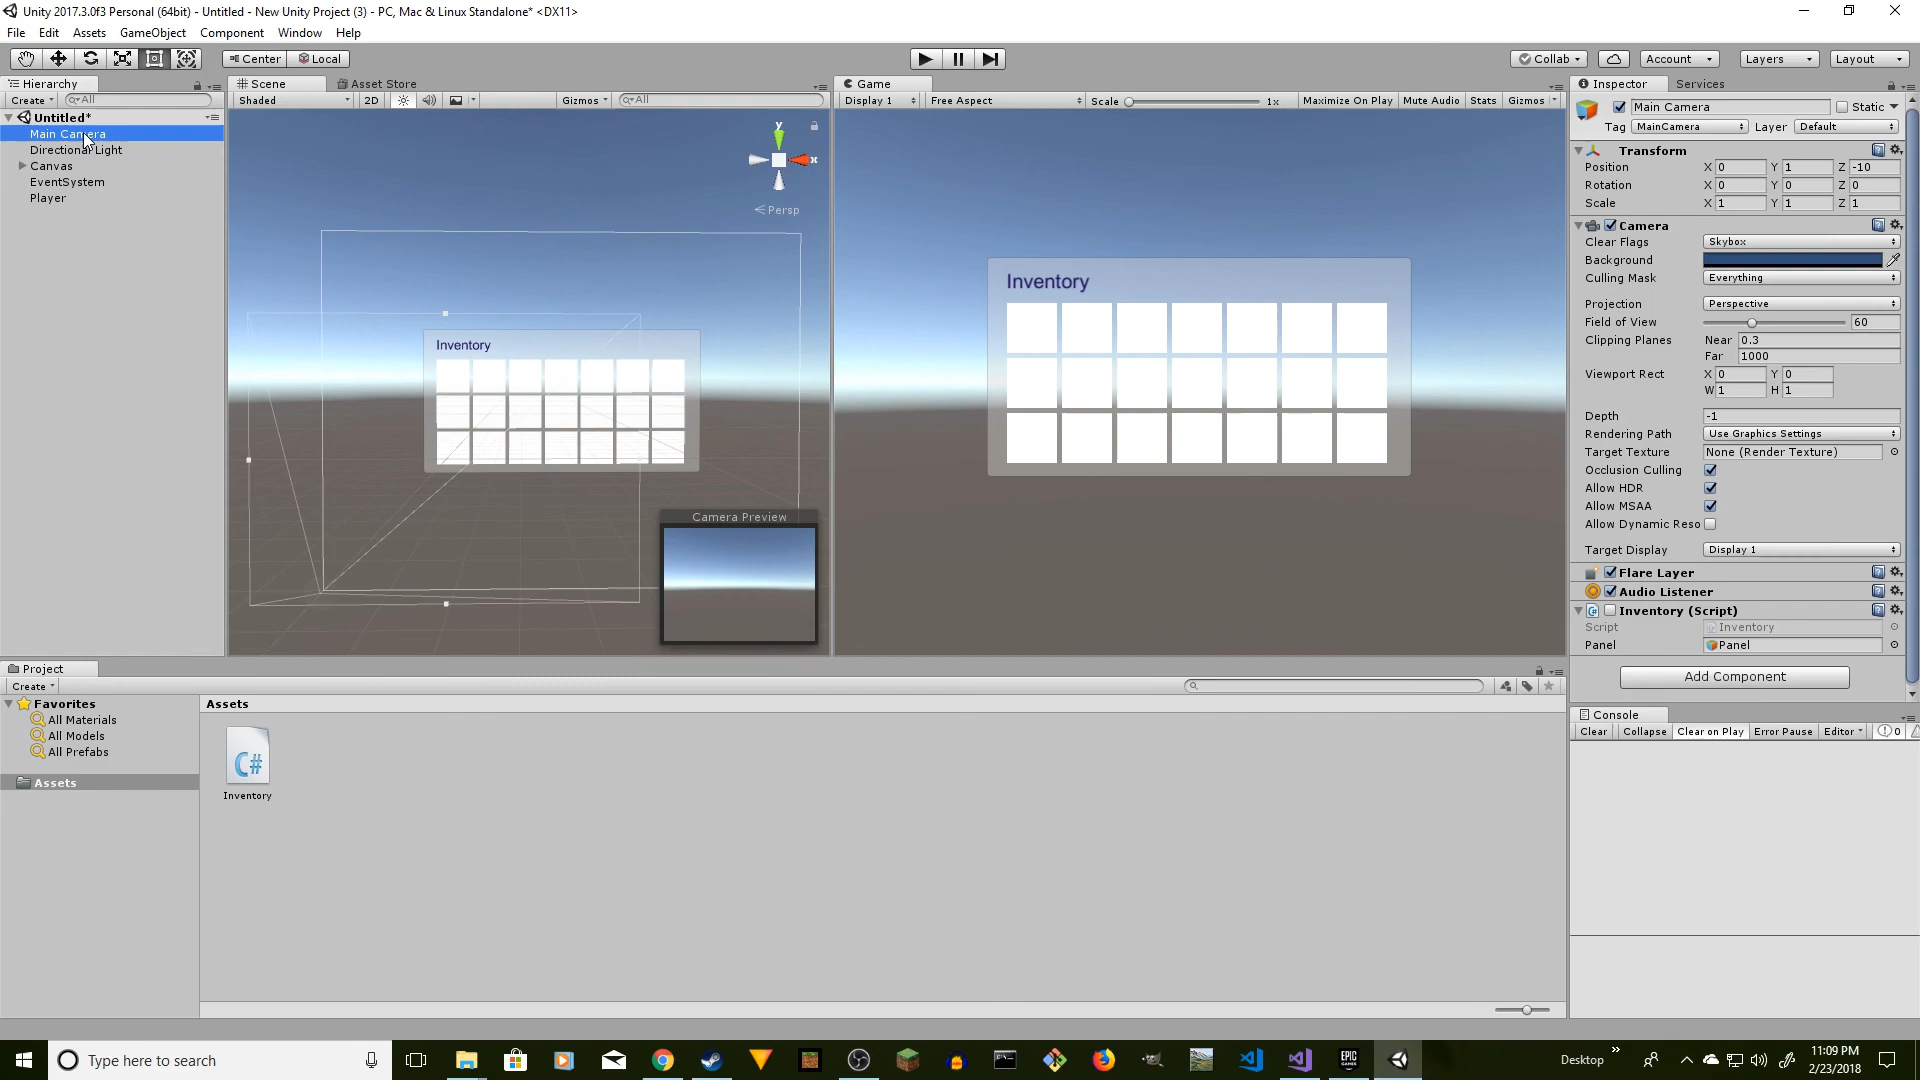 Unity 2017.3.0f3 Personal (64bit) - Untitled - New Unity Project (3) - PC, Mac & Linux Standalone* <DX11>
File Edit Assets GameObject Component Window Help
Center Local Collab Account Layers Layout
Hierarchy Scene Asset Store Game Inspector Services
Create All Shaded 2D Gizmos All Display 1 Free Aspect Scale 1x Maximize On Play Mute Audio Stats Gizmos
Main Camera Static
Tag MainCamera Layer Default
Untitled*
Main Camera
Directional Light
Canvas
EventSystem
Player
y
x
Persp
Inventory
Camera Preview
Inventory
Transform
Position X 0 Y 1 Z -10
Rotation X 0 Y 0 Z 0
Scale X 1 Y 1 Z 1
Camera
Clear Flags Skybox
Background
Culling Mask Everything
Projection Perspective
Field of View 60
Clipping Planes Near 0.3
Far 1000
Viewport Rect X 0 Y 0
W 1 H 1
Depth -1
Rendering Path Use Graphics Settings
Target Texture None (Render Texture)
Occlusion Culling
Allow HDR
Allow MSAA
Allow Dynamic Reso
Target Display Display 1
Flare Layer
Audio Listener
Inventory (Script)
Script Inventory
Panel Panel
Add Component
Project
Create
Favorites
All Materials
All Models
All Prefabs
Assets
Assets
C#
Inventory
Console
Clear Collapse Clear on Play Error Pause Editor 0
Type here to search
EPIC GAMES
Desktop
11:09 PM
2/23/2018